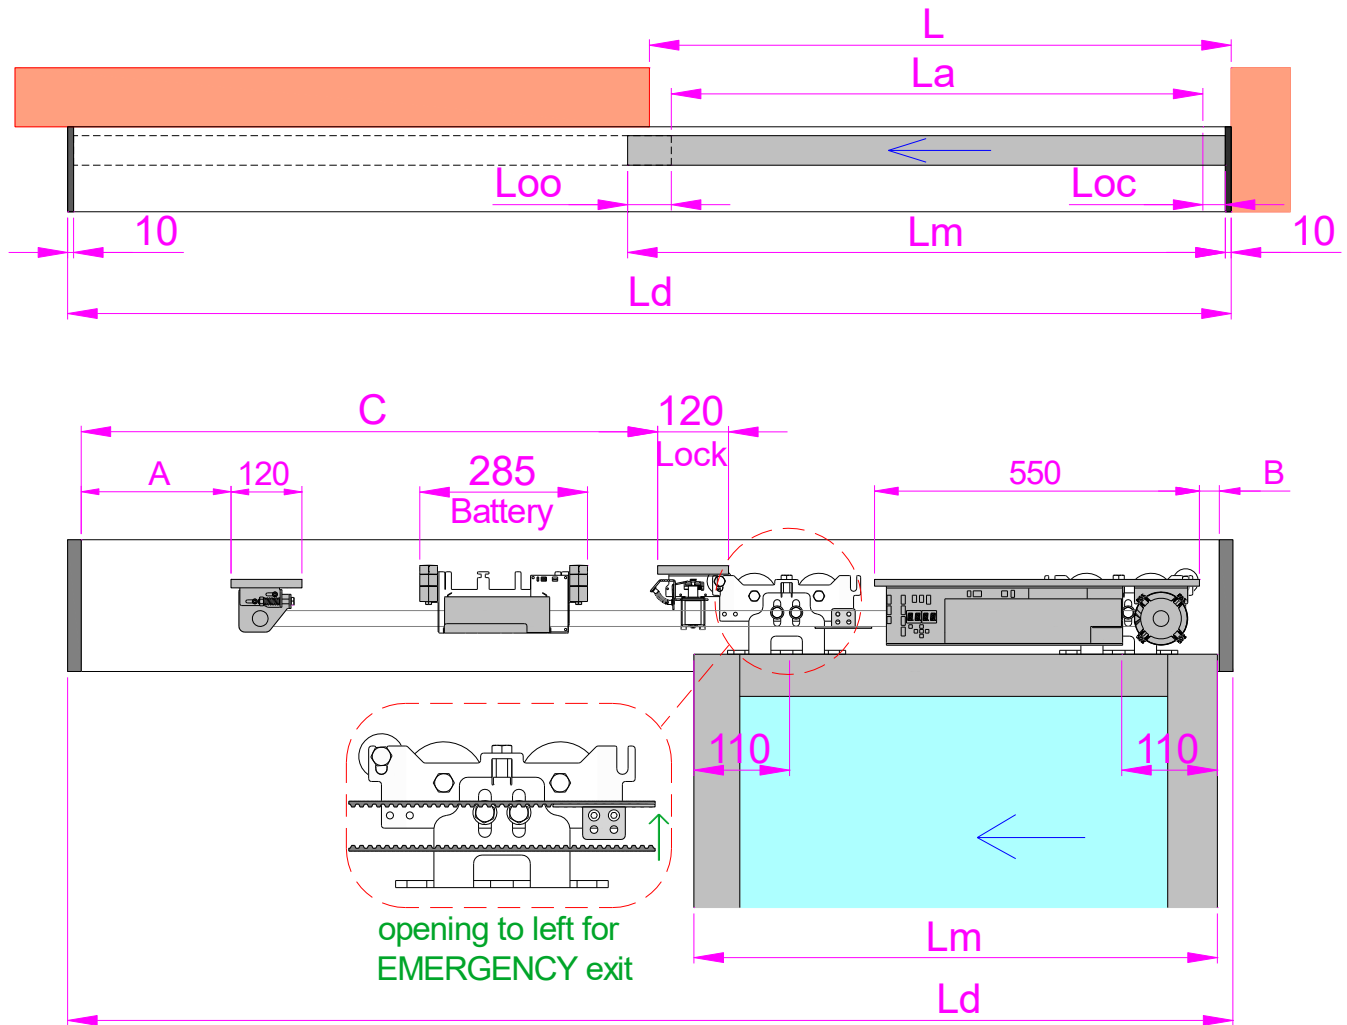 L
La
Loo
Loc
10
Lm
10
Ld
C
120
Lock
A
120
285
Battery
550
B
110
110
opening to left for
EMERGENCY exit
Lm
Ld